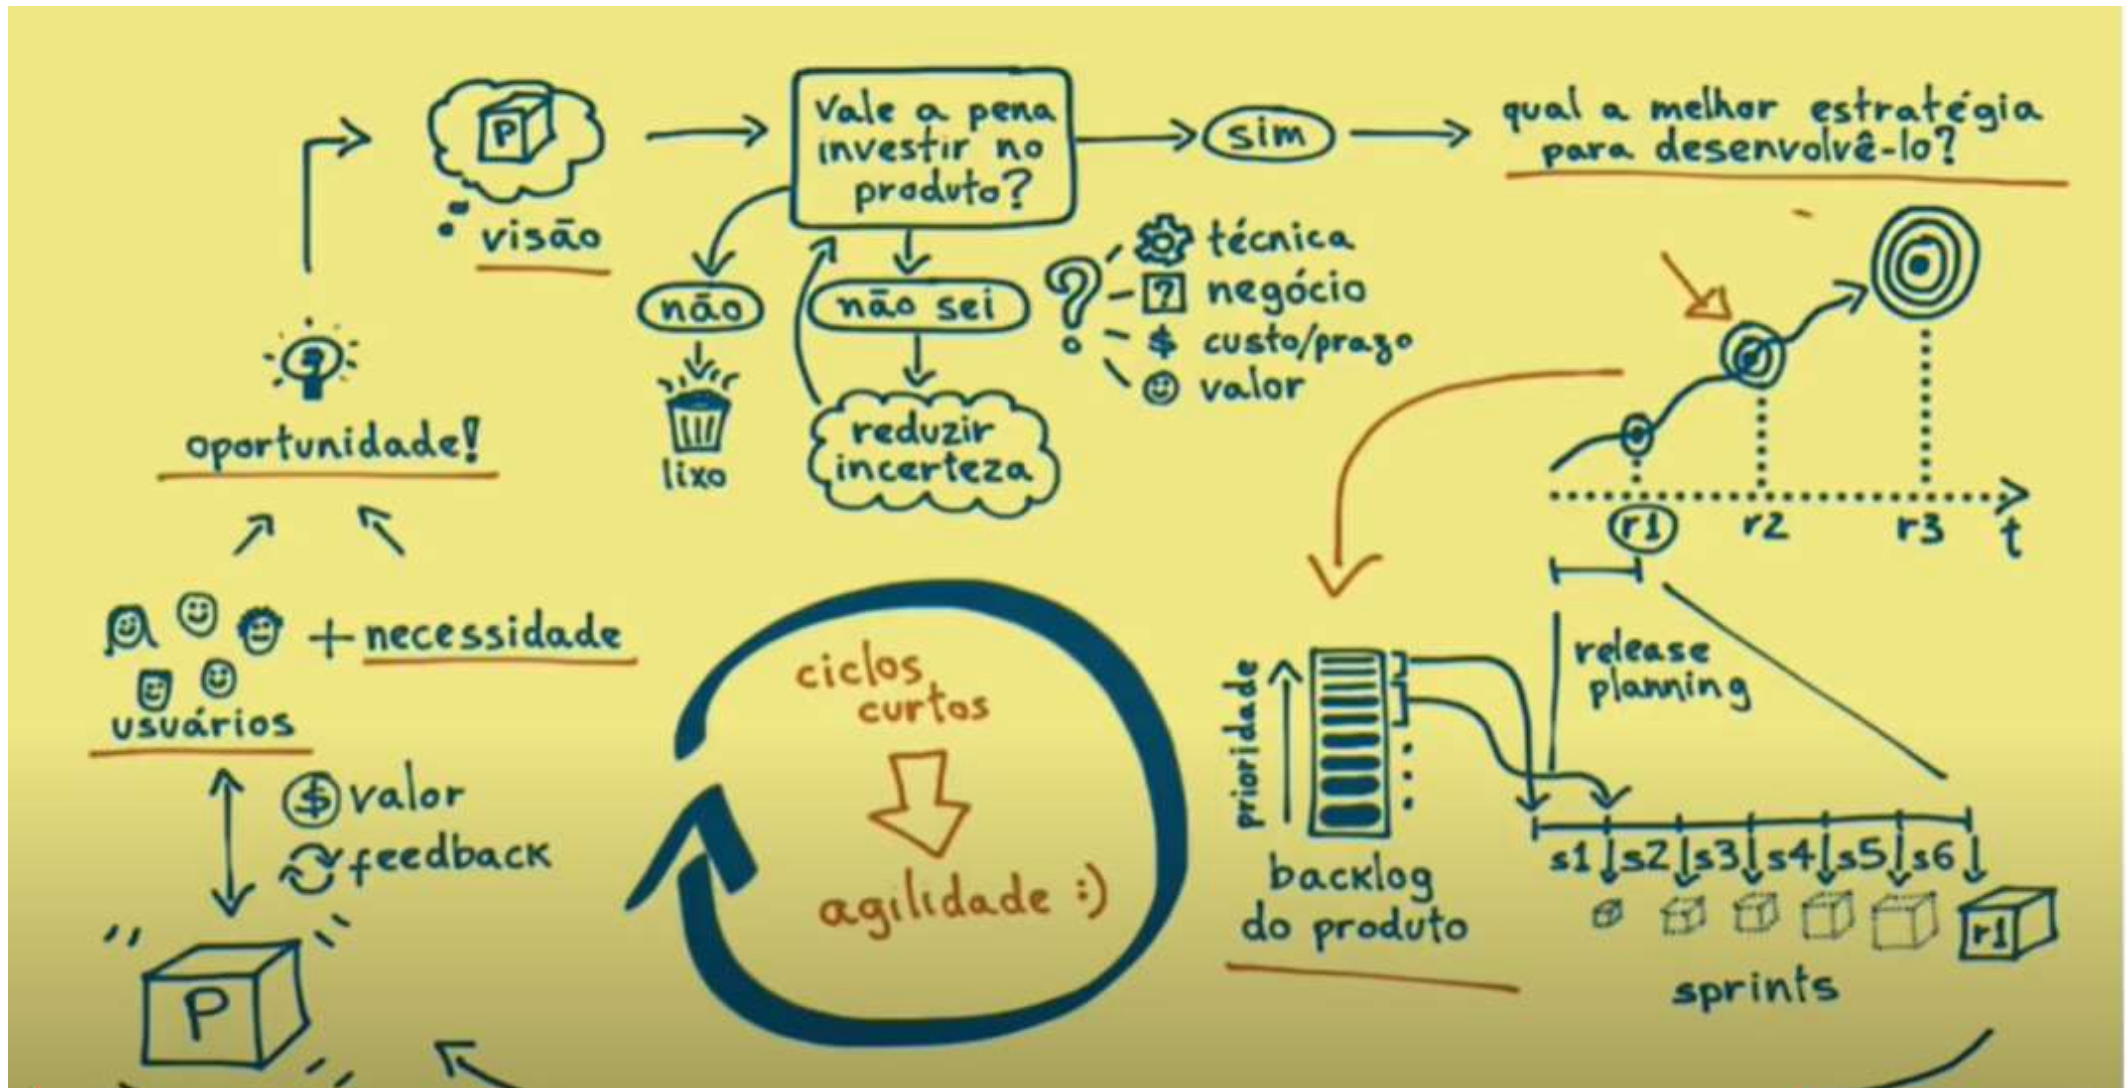 P
visão
Vale a pena
investir no
produto?
sim
qual a melhor estratégia
para desenvolvê-lo?
não
lixo
não sei
reduzir
incerteza
?
técnica
? negócio
$ custo/prazo
valor
oportunidade!
r1
r2
r3
t
usuários
+ necessidade
$ valor
feedback
P
ciclos
curtos
agilidade :)
prioridade
backlog
do produto
release
planning
s1
s2
s3
s4
s5
s6
r1
sprints